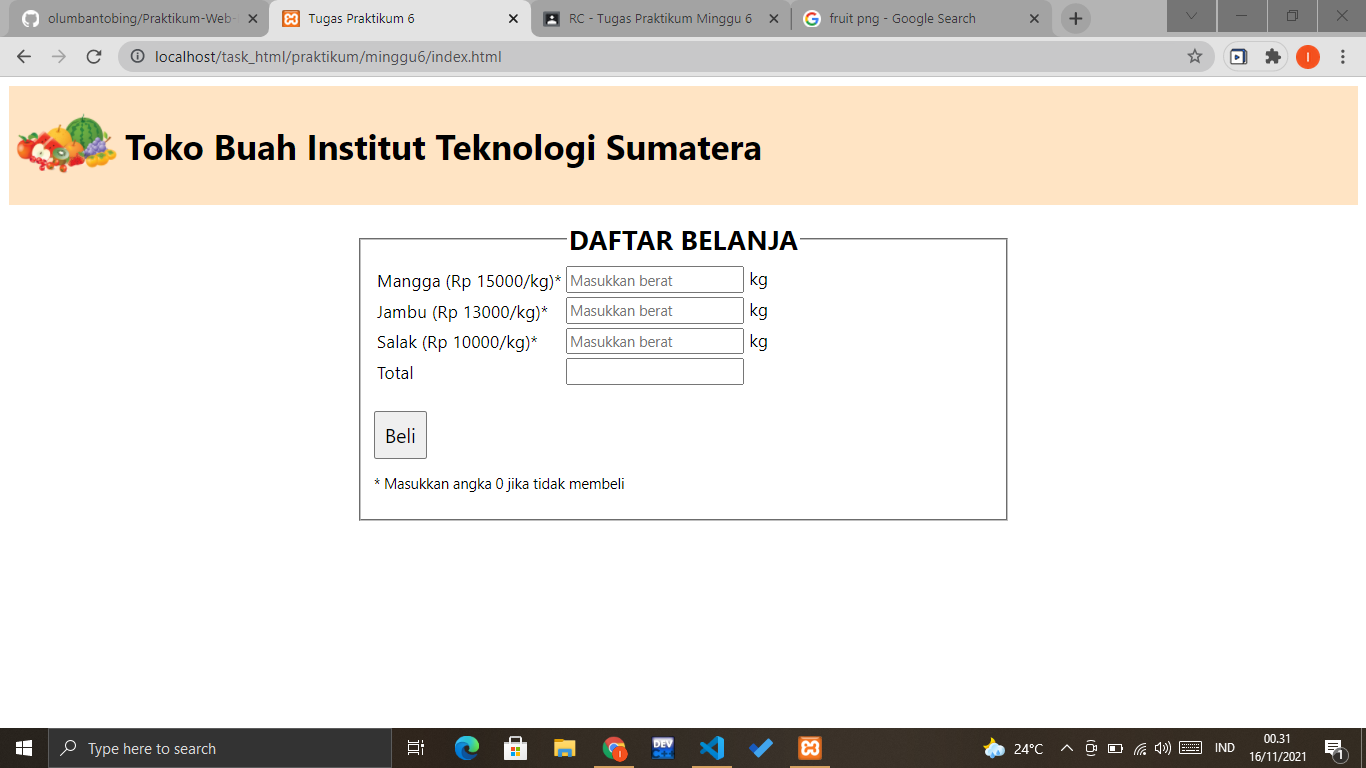 olumbantobing/Praktikum-Web-
Tugas Praktikum 6
RC - Tugas Praktikum Minggu 6
fruit png - Google Search
localhost/task_html/praktikum/minggu6/index.html
I
Toko Buah Institut Teknologi Sumatera
DAFTAR BELANJA
Mangga (Rp 15000/kg)* Masukkan berat kg
Jambu (Rp 13000/kg)* Masukkan berat kg
Salak (Rp 10000/kg)* Masukkan berat kg
Total
Beli
* Masukkan angka 0 jika tidak membeli
Type here to search
DEV
24°C
IND
00.31
16/11/2021
1